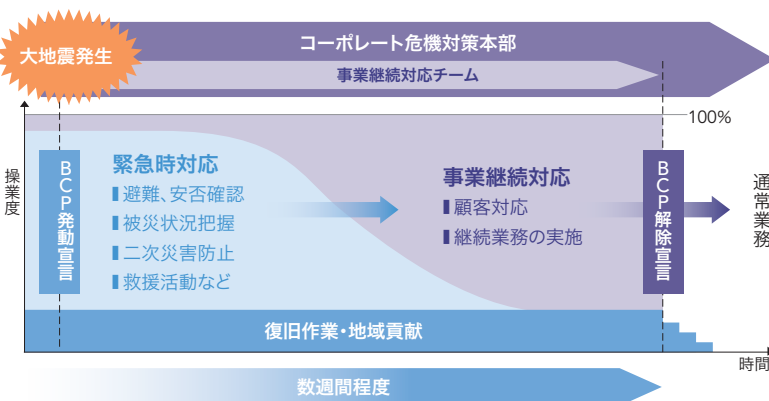 大地震発生
コーポレート危機対策本部
事業継続対応チーム
100%
操業度
BCP発動宣言
緊急時対応
避難、安否確認
被災状況把握
二次災害防止
救援活動など
事業継続対応
顧客対応
継続業務の実施
BCP解除宣言
通常業務
復旧作業・地域貢献
時間
数週間程度